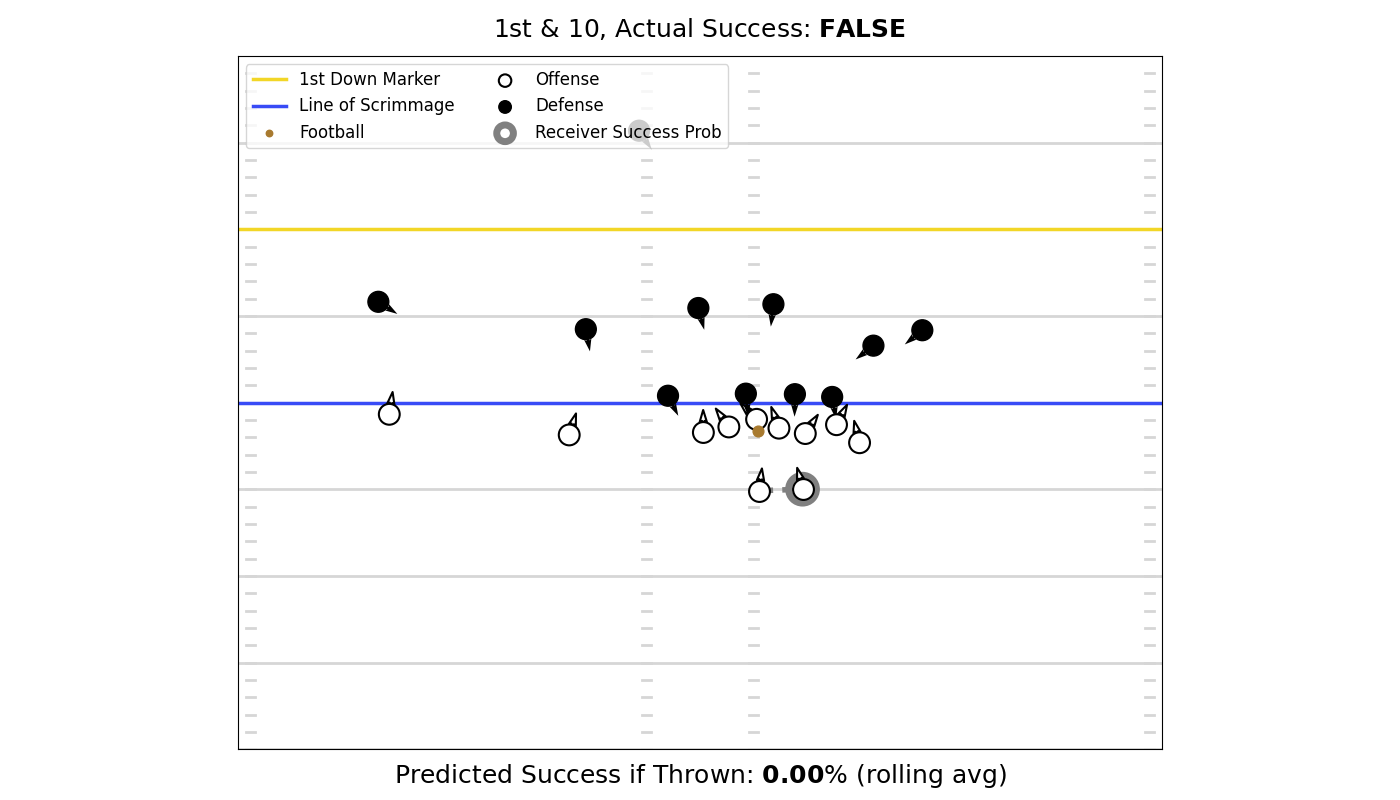 1st & 10, Actual Success: FALSE
1st Down Marker
Line of Scrimmage
Football
Offense
Defense
Receiver Success Prob
Predicted Success if Thrown: 0.00% (rolling avg)